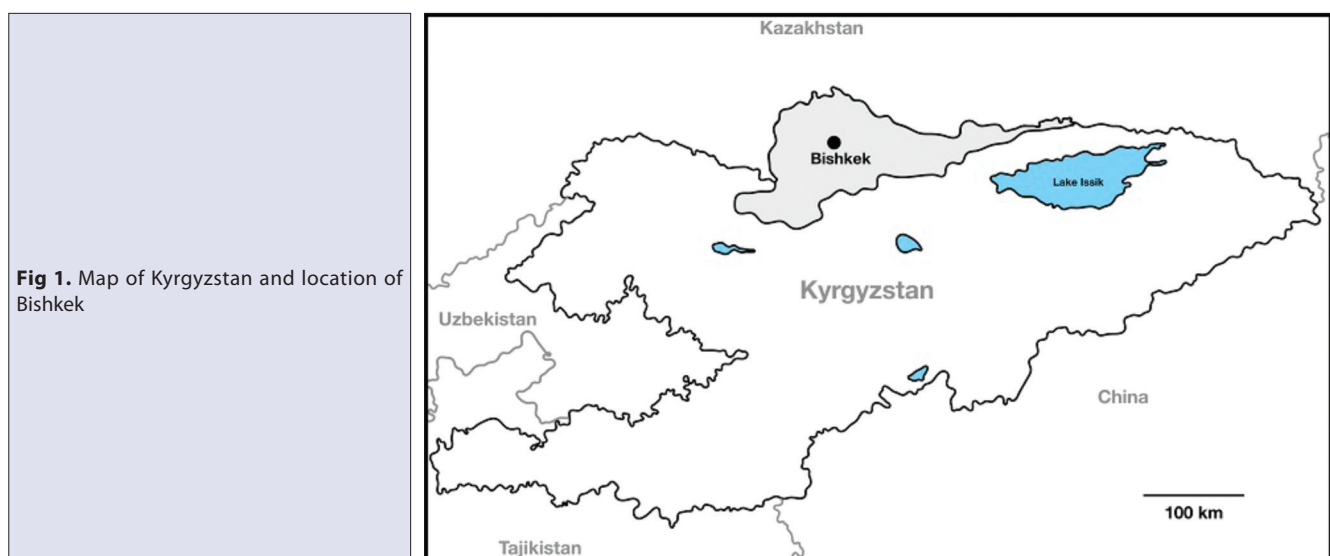 Fig 1. Map of Kyrgyzstan and location of
Bishkek
Kazakhstan
Bishkek
Lake Issik
Kyrgyzstan
Uzbekistan
China
100 km
Tajikistan